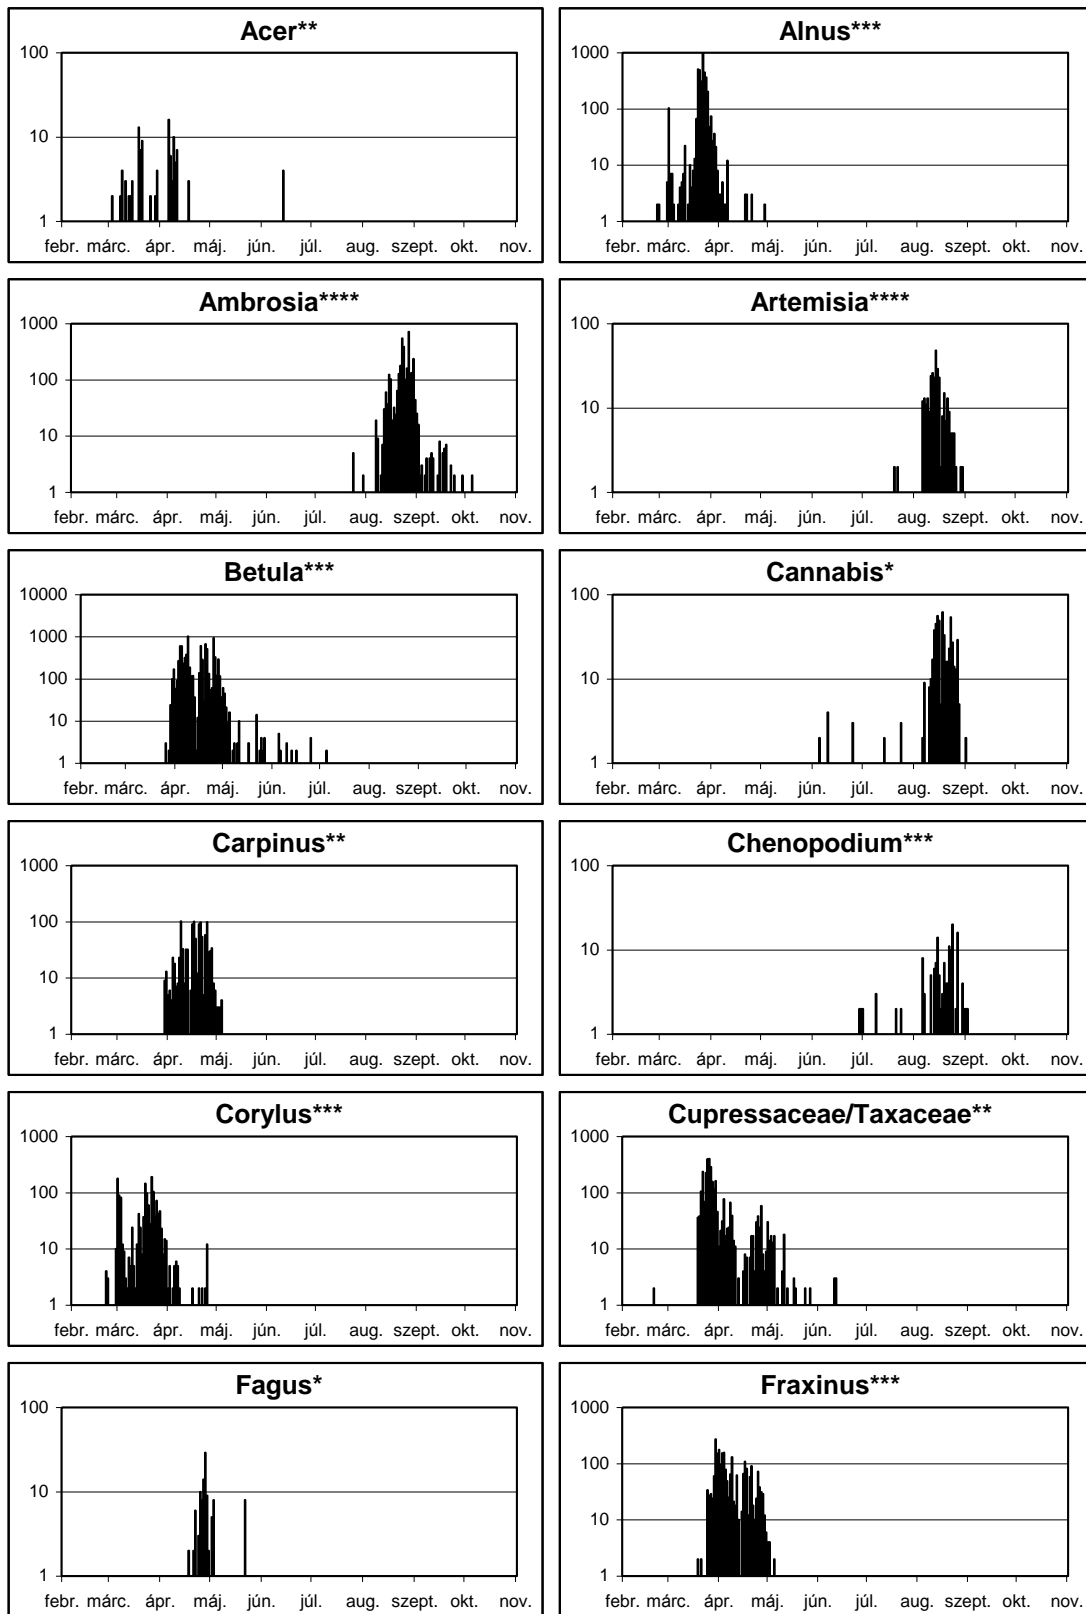 Acer**
100
10
1
febr. márc. ápr. máj. jún. júl. aug. szept. okt. nov.
Alnus***
1000
100
10
1
febr. márc. ápr. máj. jún. júl. aug. szept. okt. nov.
Ambrosia****
1000
100
10
1
febr. márc. ápr. máj. jún. júl. aug. szept. okt. nov.
Artemisia****
100
10
1
febr. márc. ápr. máj. jún. júl. aug. szept. okt. nov.
Betula***
10000
1000
100
10
1
febr. márc. ápr. máj. jún. júl. aug. szept. okt. nov.
Cannabis*
100
10
1
febr. márc. ápr. máj. jún. júl. aug. szept. okt. nov.
Carpinus**
1000
100
10
1
febr. márc. ápr. máj. jún. júl. aug. szept. okt. nov.
Chenopodium***
100
10
1
febr. márc. ápr. máj. jún. júl. aug. szept. okt. nov.
Corylus***
1000
100
10
1
febr. márc. ápr. máj. jún. júl. aug. szept. okt. nov.
Cupressaceae/Taxaceae**
1000
100
10
1
febr. márc. ápr. máj. jún. júl. aug. szept. okt. nov.
Fagus*
100
10
1
febr. márc. ápr. máj. jún. júl. aug. szept. okt. nov.
Fraxinus***
1000
100
10
1
febr. márc. ápr. máj. jún. júl. aug. szept. okt. nov.